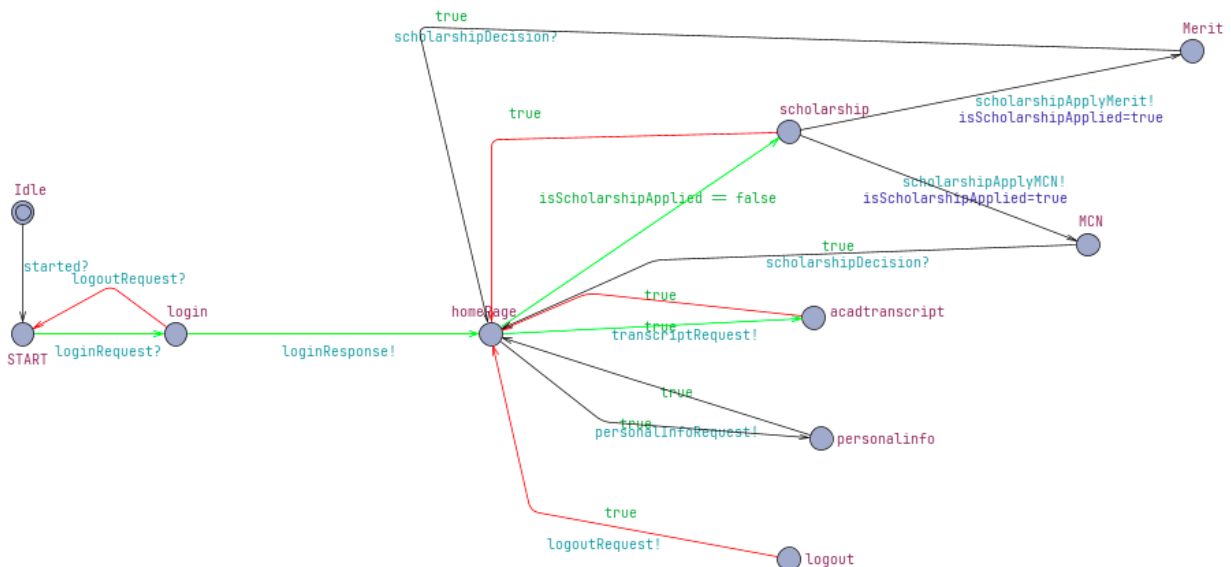 true
scholarshipDecision?
Merit
scholarshipApplyMerit!
isScholarshipApplied=true
scholarship
true
scholarshipApplyMCN!
isScholarshipApplied=true
isScholarshipApplied == false
Idle
MCN
true
scholarshipDecision?
started?
logoutRequest?
login
homePage
true
acadtranscript
true
transcriptRequest!
START
loginRequest?
loginResponse!
true
true
personalInfoRequest!
personalinfo
true
logoutRequest!
logout